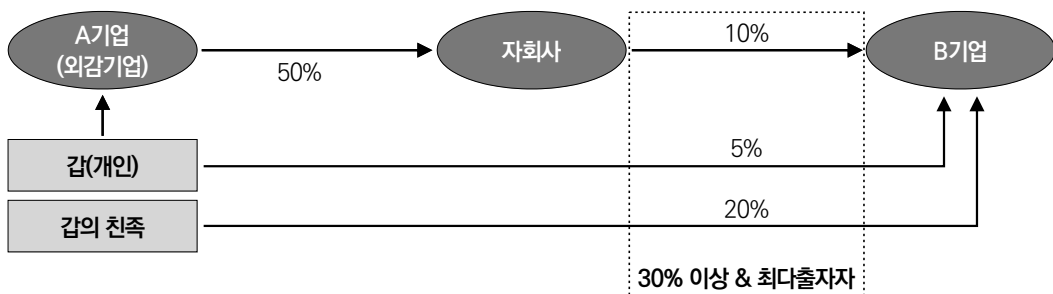 A기업
(외감기업)
50%
자회사
10%
B기업
갑(개인)
5%
갑의 친족
20%
30% 이상 & 최다출자자